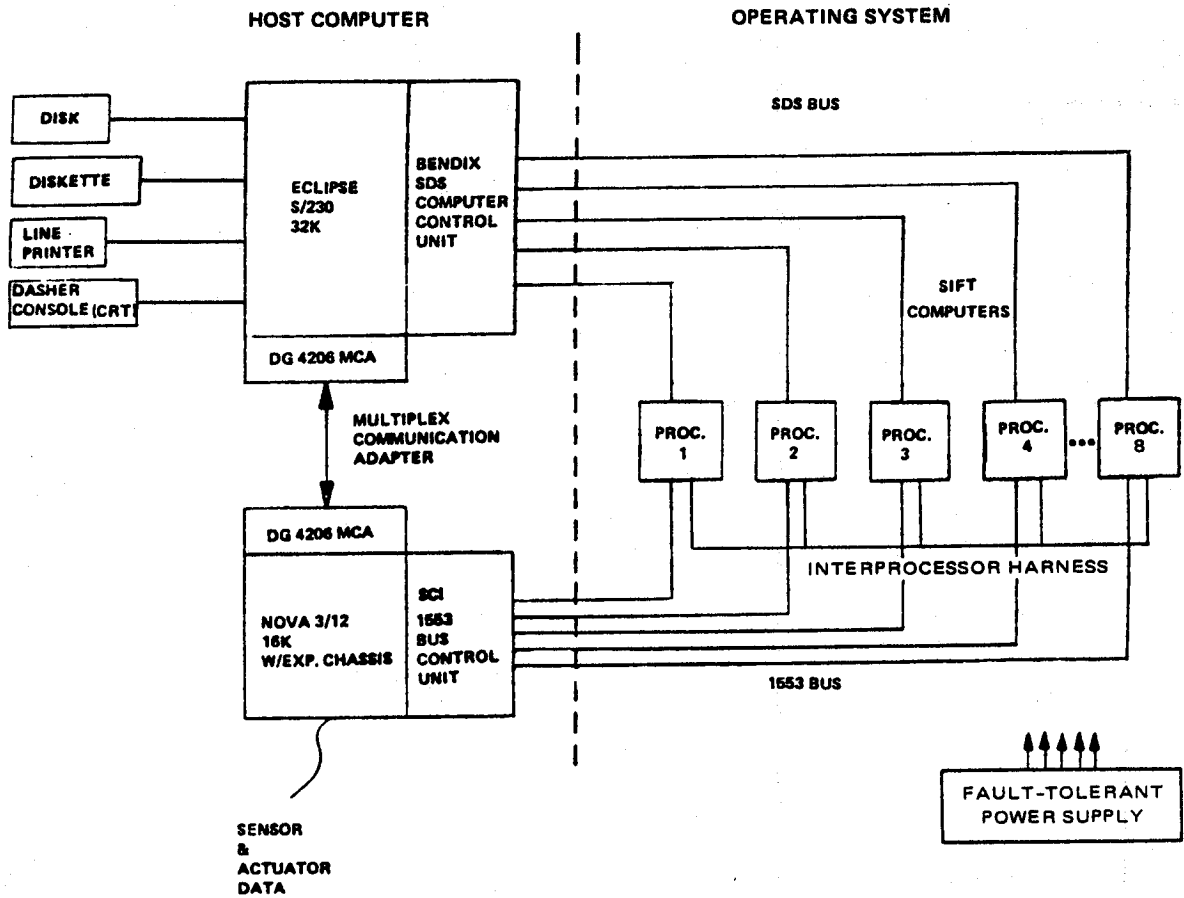 HOST COMPUTER
OPERATING SYSTEM
DISK
DISKETTE
LINE
PRINTER
DASHER
CONSOLE (CRT)
ECLIPSE
S/230
32K
BENDIX
SDS
COMPUTER
CONTROL
UNIT
SDS BUS
SIFT
COMPUTERS
DG 4206 MCA
MULTIPLEX
COMMUNICATION
ADAPTER
PROC.
1
PROC.
2
PROC.
3
PROC.
4
PROC.
8
DG 4206 MCA
INTERPROCESSOR HARNESS
NOVA 3/12
16K
W/EXP. CHASSIS
SCI
1553
BUS
CONTROL
UNIT
1553 BUS
FAULT-TOLERANT
POWER SUPPLY
SENSOR
&
ACTUATOR
DATA